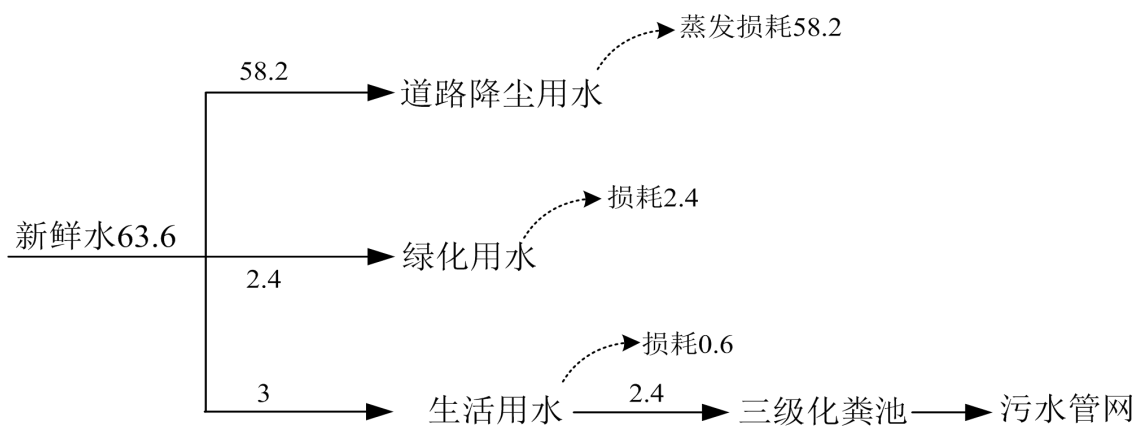 蒸发损耗58.2
58.2
道路降尘用水
损耗2.4
新鲜水63.6
绿化用水
2.4
损耗0.6
3
生活用水
2.4
三级化粪池
污水管网